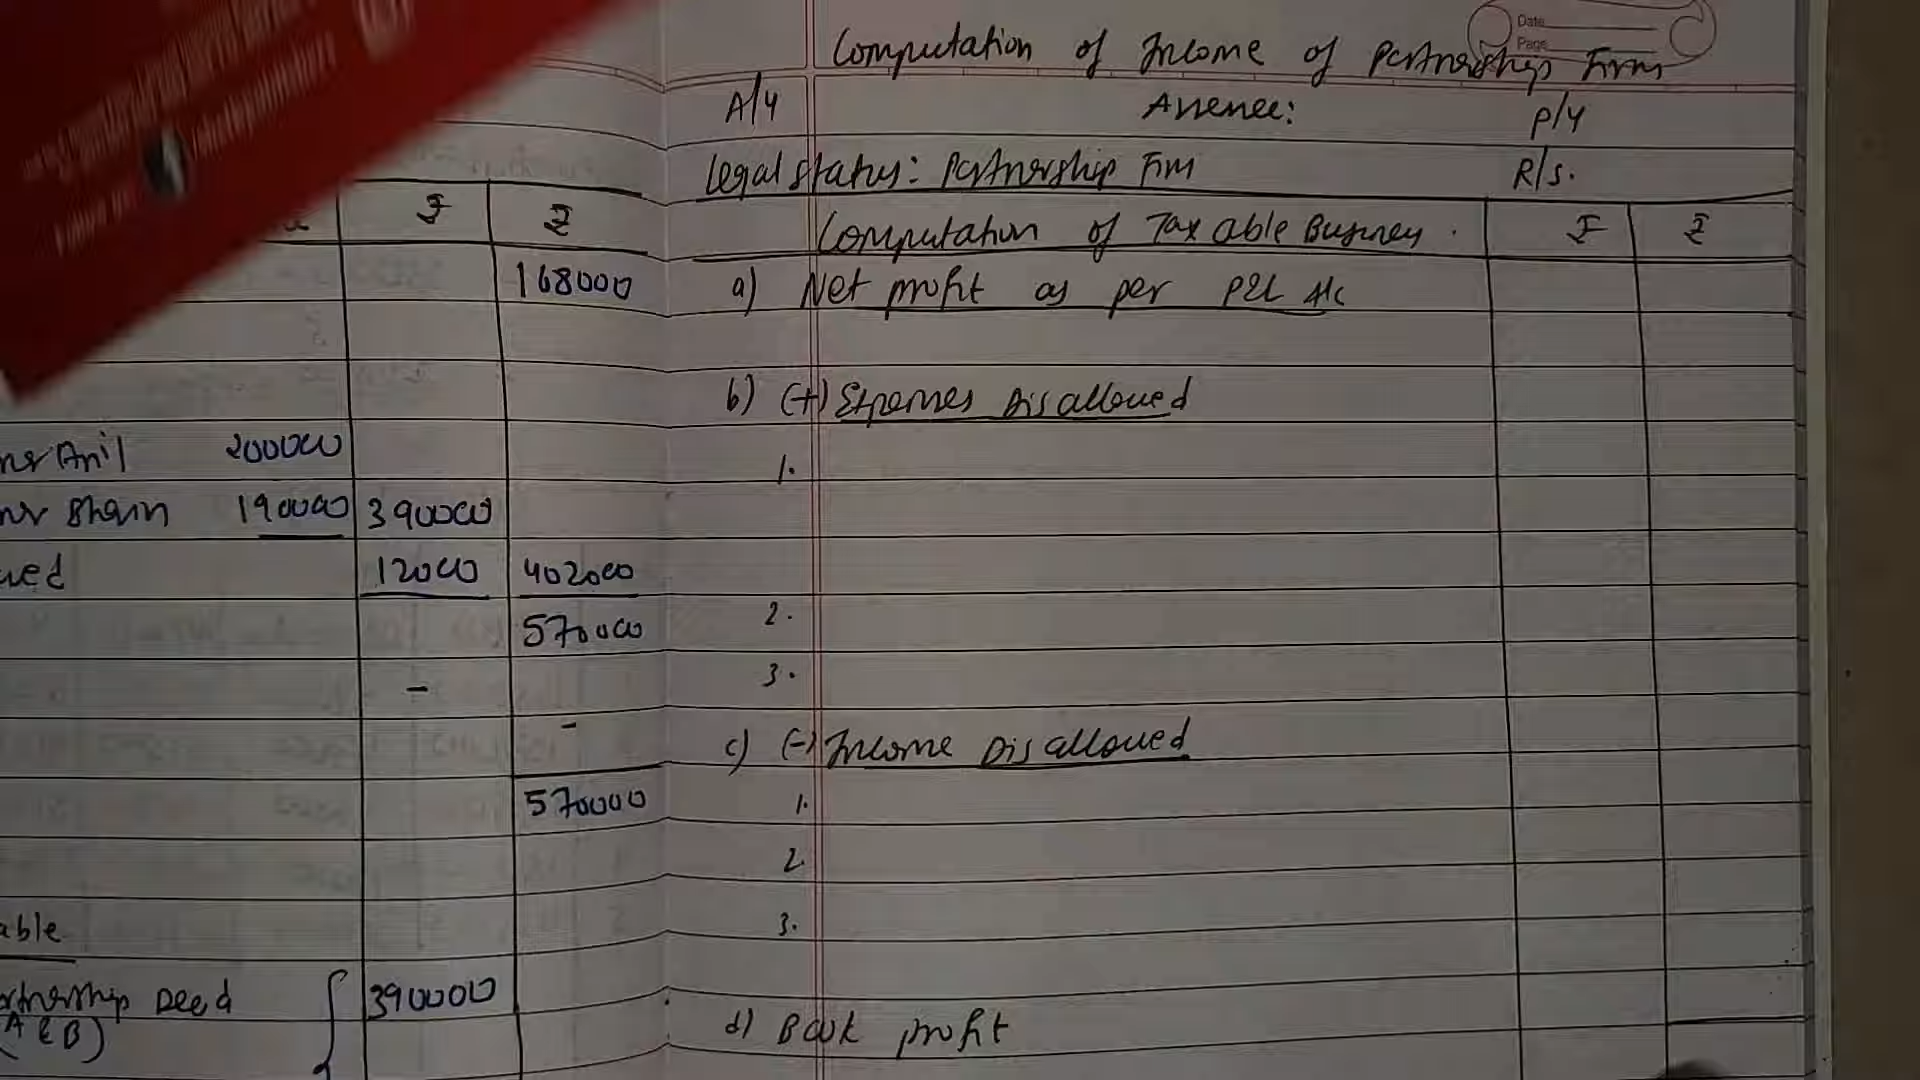 ₹ ₹
168000
Anil 200000
Sham 190000 390000
12000 402000
570000
-
-
570000
able
Deed 390000
(A & B)
Date
Page
Computation of Income of Partnership Firm
A/Y Assessee: P/Y
Legal status: Partnership Firm R/S.
Computation of Taxable Business. ₹ ₹
a) Net profit as per P&L A/c
b) (+) Expenses Disallowed
1.
2.
3.
c) (-) Income Disallowed
1.
2.
3.
d) Book profit